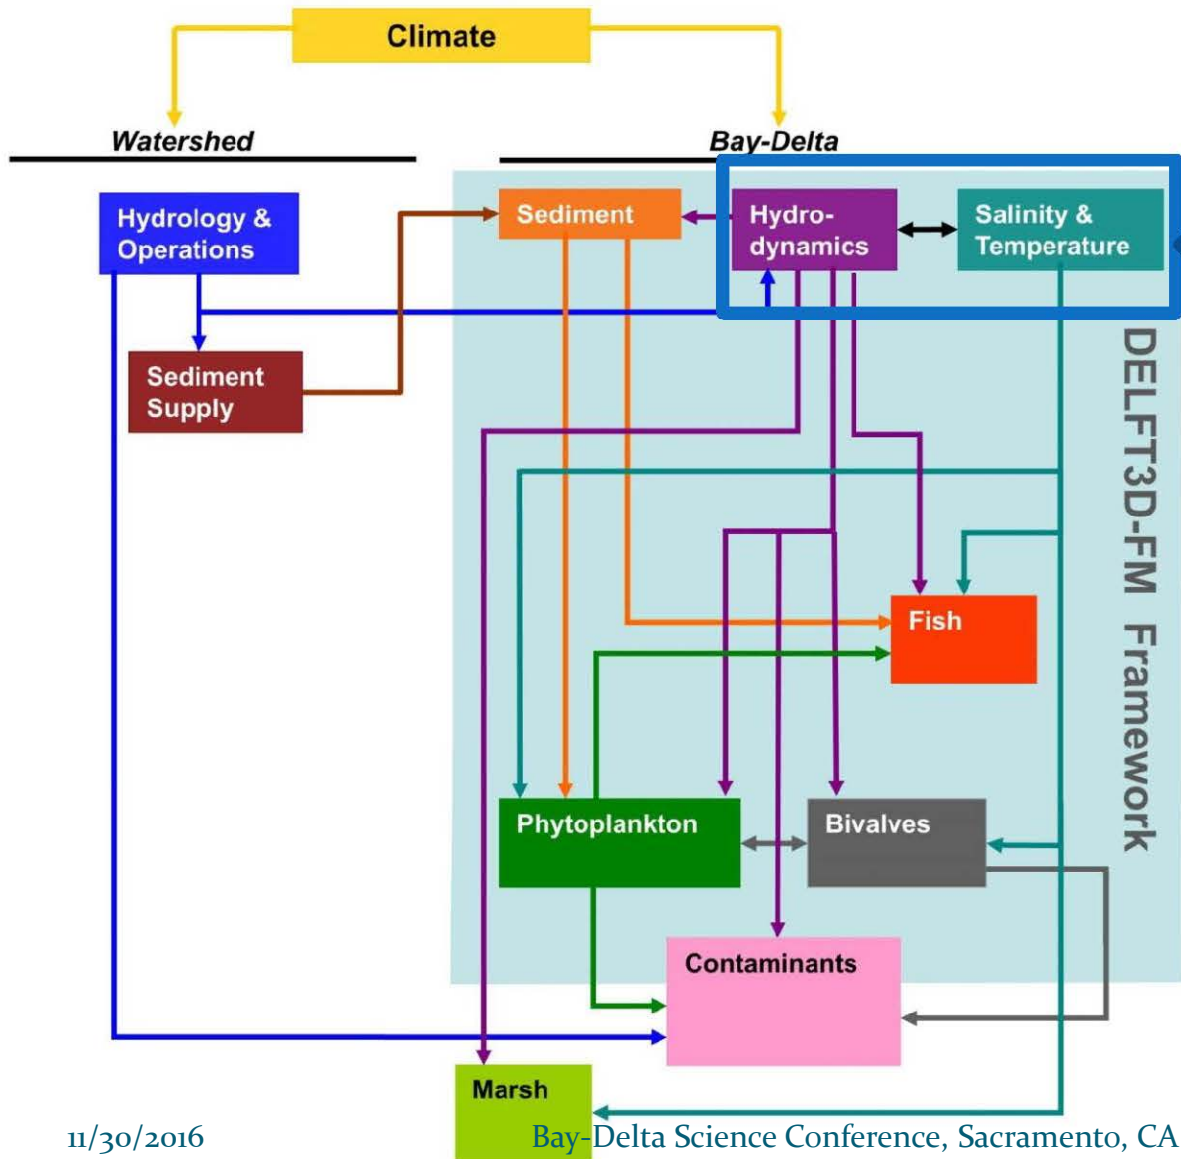 Climate
Watershed
Bay-Delta
Hydrology &
Operations
Sediment
Hydro-
dynamics
Salinity &
Temperature
Sediment
Supply
DELFT3D-FM Framework
Fish
Phytoplankton
Bivalves
Contaminants
Marsh
11/30/2016
Bay-Delta Science Conference, Sacramento, CA